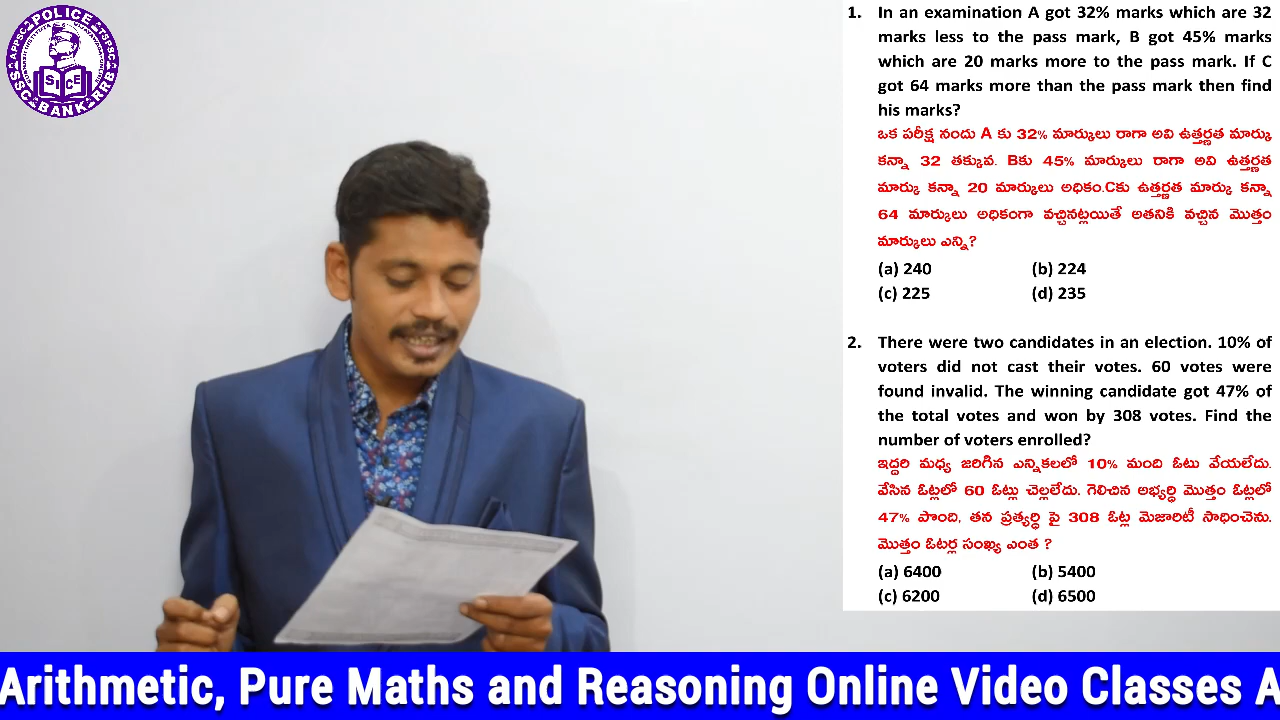 POLICE
APPSC
TSPSC
SICE
SSC
BANK
RRB
1. In an examination A got 32% marks which are 32
marks less to the pass mark, B got 45% marks
which are 20 marks more to the pass mark. If C
got 64 marks more than the pass mark then find
his marks?
ఒక పరీక్ష నందు A కు 32% మార్కులు రాగా అవి ఉత్తర్ణత మార్కు
కన్నా 32 తక్కువ. Bకు 45% మార్కులు రాగా అవి ఉత్తర్ణత
మార్కు కన్నా 20 మార్కులు అధికం.Cకు ఉత్తర్ణత మార్కు కన్నా
64 మార్కులు అధికంగా వచ్చినట్లయితే అతనికి వచ్చిన మొత్తం
మార్కులు ఎన్ని?
(a) 240 (b) 224
(c) 225 (d) 235
2. There were two candidates in an election. 10% of
voters did not cast their votes. 60 votes were
found invalid. The winning candidate got 47% of
the total votes and won by 308 votes. Find the
number of voters enrolled?
ఇద్దరి మధ్య జరిగిన ఎన్నికలలో 10% మంది ఓటు వేయలేదు.
వేసిన ఓట్లలో 60 ఓట్లు చెల్లలేదు. గెలిచిన అభ్యర్ధి మొత్తం ఓట్లలో
47% పొంది, తన ప్రత్యర్ధి పై 308 ఓట్ల మెజారిటీ సాధించెను.
మొత్తం ఓటర్ల సంఖ్య ఎంత ?
(a) 6400 (b) 5400
(c) 6200 (d) 6500
Arithmetic, Pure Maths and Reasoning Online Video Classes A